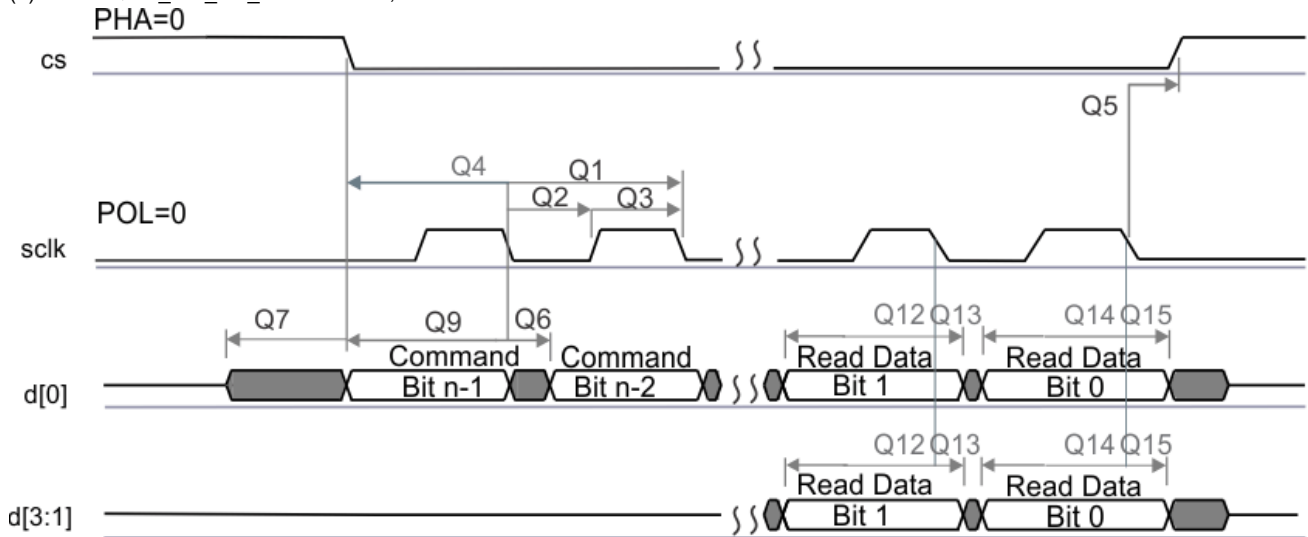 PHA=0
cs
Q5
Q4 Q1
Q2 Q3
POL=0
sclk
Q7 Q9 Q6 Q12 Q13 Q14 Q15
Command Command Read Data Read Data
d[0] Bit n-1 Bit n-2 Bit 1 Bit 0
Q12 Q13 Q14 Q15
Read Data Read Data
d[3:1] Bit 1 Bit 0